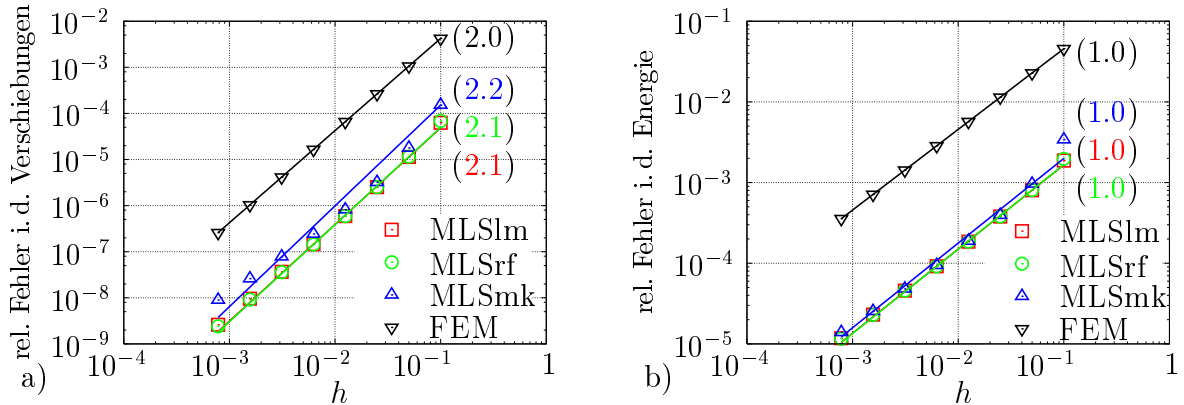 rel. Fehler i.d. Verschiebungen
10⁻¹
10⁻²
10⁻³
10⁻⁴
10⁻⁵
10⁻⁶
10⁻⁷
10⁻⁸
10⁻⁹
(2.0)
(2.2)
(2.1)
(2.1)
MLSlm
MLSrf
MLSmk
FEM
10⁻⁴
10⁻³
10⁻²
10⁻¹
1
a)
h
rel. Fehler i.d. Energie
10⁻¹
10⁻²
10⁻³
10⁻⁴
10⁻⁵
(1.0)
(1.0)
(1.0)
(1.0)
MLSlm
MLSrf
MLSmk
FEM
10⁻⁴
10⁻³
10⁻²
10⁻¹
1
b)
h